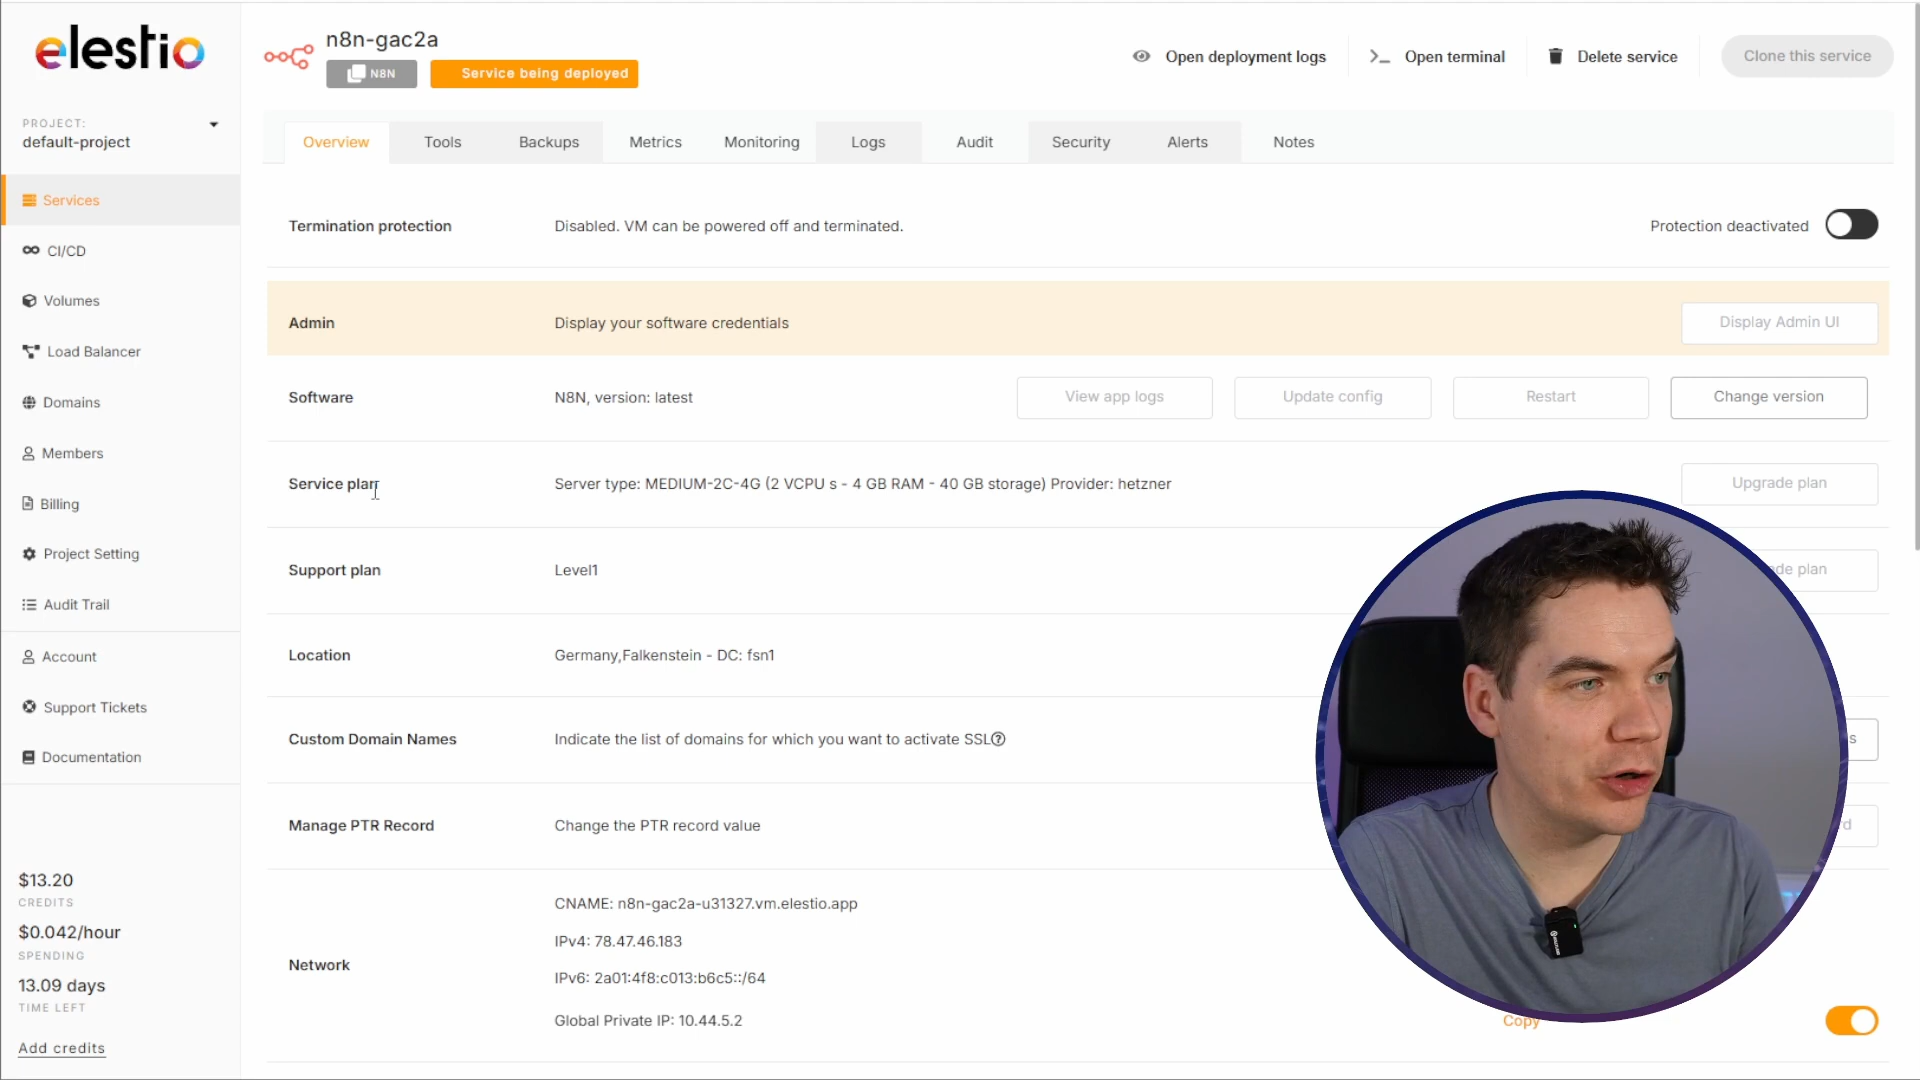 elestio
PROJECT:
default-project
Services
CI/CD
Volumes
Load Balancer
Domains
Members
Billing
Project Setting
Audit Trail
Account
Support Tickets
Documentation
$13.20
CREDITS
$0.042/hour
SPENDING
13.09 days
TIME LEFT
Add credits
n8n-gac2a
N8N
Service being deployed
Open deployment logs
Open terminal
Delete service
Clone this service
Overview
Tools
Backups
Metrics
Monitoring
Logs
Audit
Security
Alerts
Notes
Termination protection
Disabled. VM can be powered off and terminated.
Protection deactivated
Admin
Display your software credentials
Display Admin UI
Software
N8N, version: latest
View app logs
Update config
Restart
Change version
Service plan
Server type: MEDIUM-2C-4G (2 VCPU s - 4 GB RAM - 40 GB storage) Provider: hetzner
Upgrade plan
Support plan
Level1
plan
Location
Germany,Falkenstein - DC: fsn1
Custom Domain Names
Indicate the list of domains for which you want to activate SSL
Manage PTR Record
Change the PTR record value
Network
CNAME: n8n-gac2a-u31327.vm.elestio.app
IPv4: 78.47.46.183
IPv6: 2a01:4f8:c013:b6c5::/64
Global Private IP: 10.44.5.2
Copy